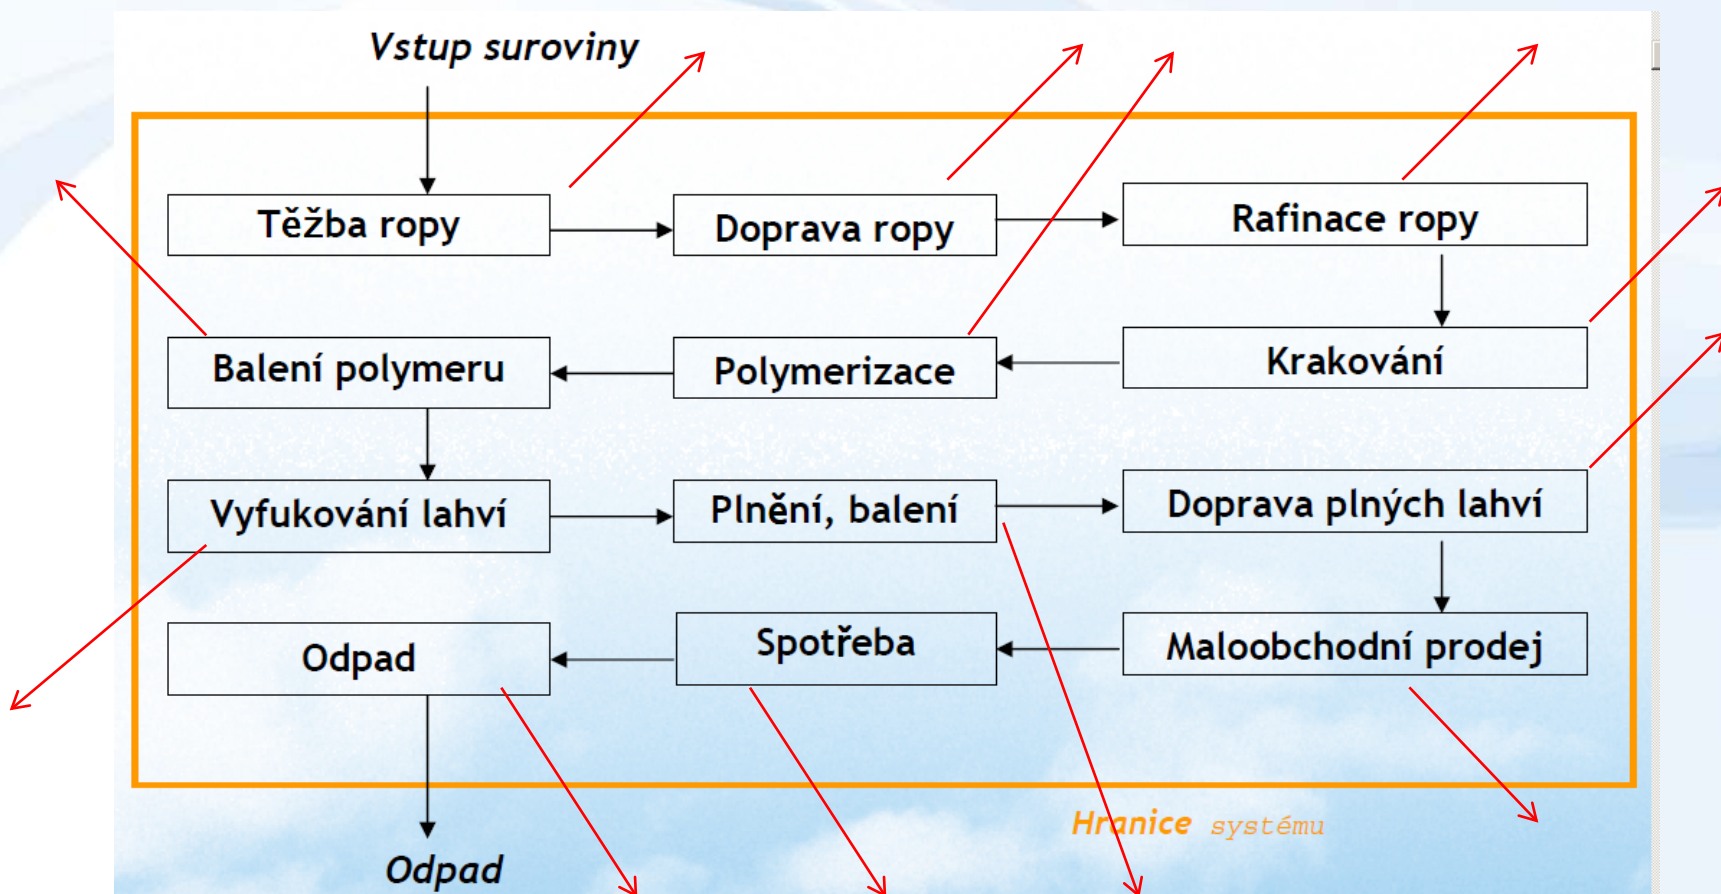 Vstup suroviny
Těžba ropy
Doprava ropy
Rafinace ropy
Balení polymeru
Polymerizace
Krakování
Vyfukování lahví
Plnění, balení
Doprava plných lahví
Odpad
Spotřeba
Maloobchodní prodej
Hranice systému
Odpad